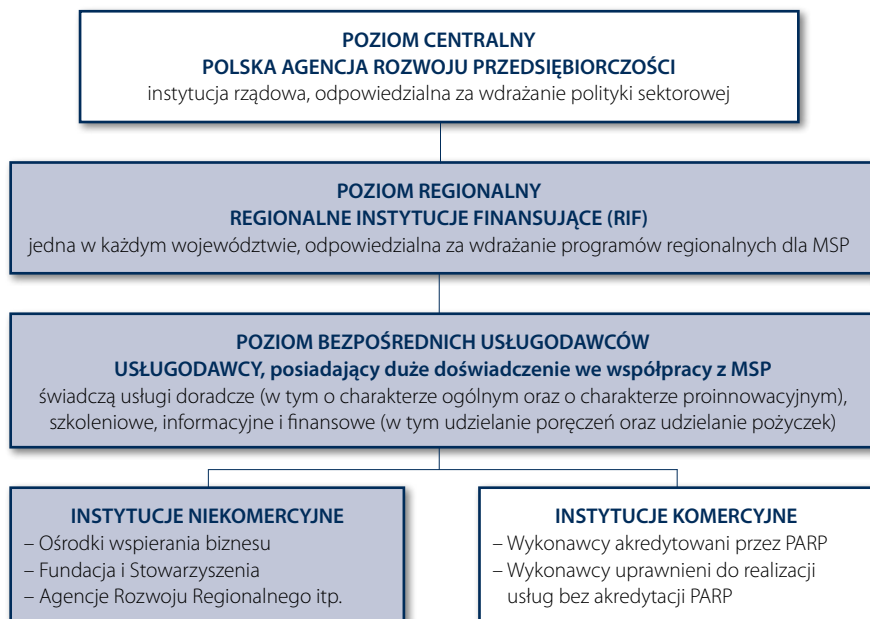 POZIOM CENTRALNY
POLSKA AGENCJA ROZWOJU PRZEDSIĘBIORCZOŚCI
instytucja rządowa, odpowiedzialna za wdrażanie polityki sektorowej
POZIOM REGIONALNY
REGIONALNE INSTYTUCJE FINANSUJĄCE (RIF)
jedna w każdym województwie, odpowiedzialna za wdrażanie programów regionalnych dla MSP
POZIOM BEZPOŚREDNICH USŁUGODAWCÓW
USŁUGODAWCY, posiadający duże doświadczenie we współpracy z MSP
świadczą usługi doradcze (w tym o charakterze ogólnym oraz o charakterze proinnowacyjnym),
szkoleniowe, informacyjne i finansowe (w tym udzielanie poręczeń oraz udzielanie pożyczek)
INSTYTUCJE NIEKOMERCYJNE
– Ośrodki wspierania biznesu
– Fundacja i Stowarzyszenia
– Agencje Rozwoju Regionalnego itp.
INSTYTUCJE KOMERCYJNE
– Wykonawcy akredytowani przez PARP
– Wykonawcy uprawnieni do realizacji
usług bez akredytacji PARP